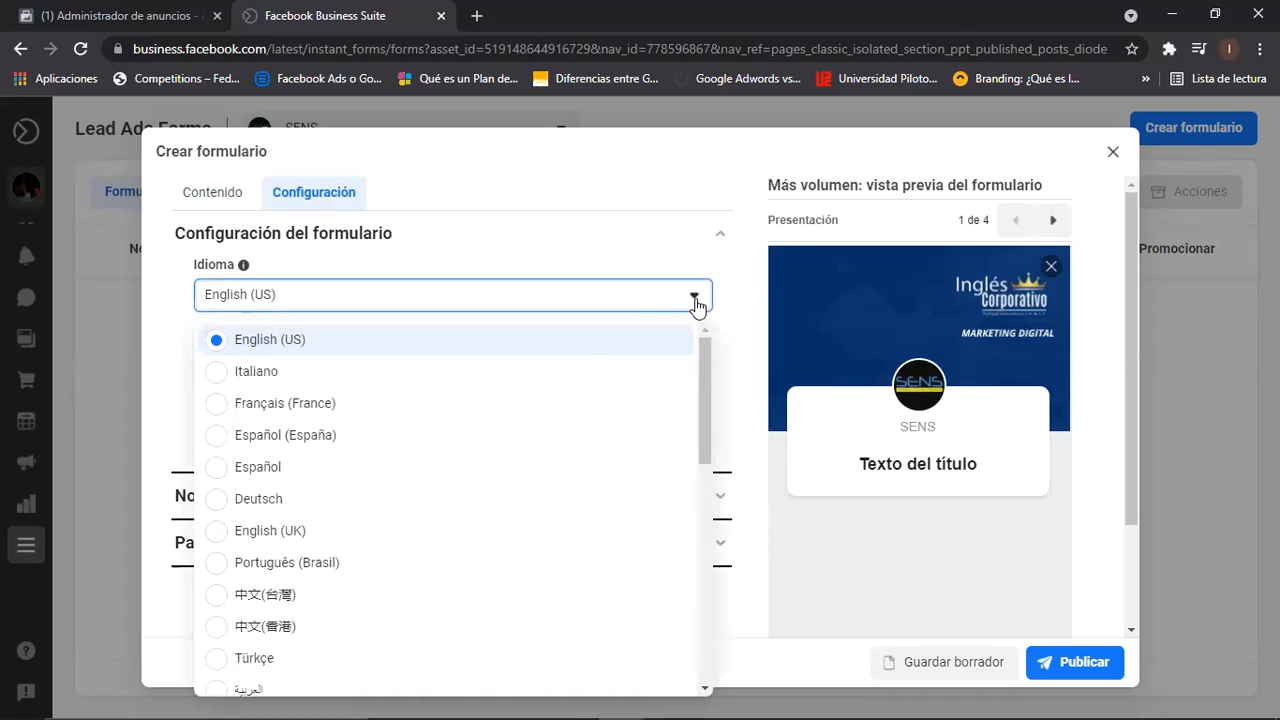 (Administrador de anuncios -
Facebook Business Suite
business.facebook.com/latest/instant_forms/forms?asset_id=519148644916729&nav_id=778596867&nav_ref=pages_classic_isolated_section_ppt_published_posts_diode
Aplicaciones
Competitions – Fed...
Facebook Ads o Go...
Qué es un Plan de...
Diferencias entre G...
Google Adwords vs...
Universidad Piloto...
Branding: ¿Qué es l...
»
Lista de lectura
I
Lead Ads Forms
SENS
Crear formulario
Formu
Acciones
No
Promocionar
Crear formulario
Contenido
Configuración
Configuración del formulario
Idioma
English (US)
English (US)
Italiano
Français (France)
Español (España)
Español
Deutsch
English (UK)
Português (Brasil)
中文(台灣)
中文(香港)
Türkçe
العربية
No
Pa
Más volumen: vista previa del formulario
Presentación
1 de 4
Inglés
Corporativo
MARKETING DIGITAL
SENS
SENS
Texto del título
Guardar borrador
Publicar